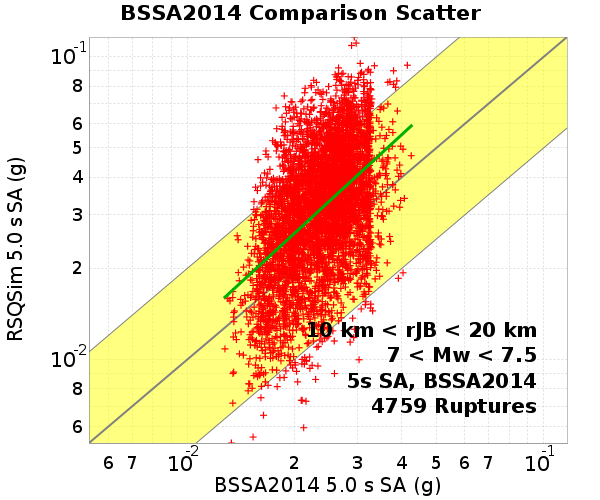 BSSA2014 Comparison Scatter
RSQSim 5.0 s SA (g)
10⁻¹
8
6
5
4
3
2
10⁻²
8
6
10 km < rJB < 20 km
7 < Mw < 7.5
5s SA, BSSA2014
4759 Ruptures
6 7 10⁻² 2 3 4 5 6 7 10⁻¹
BSSA2014 5.0 s SA (g)